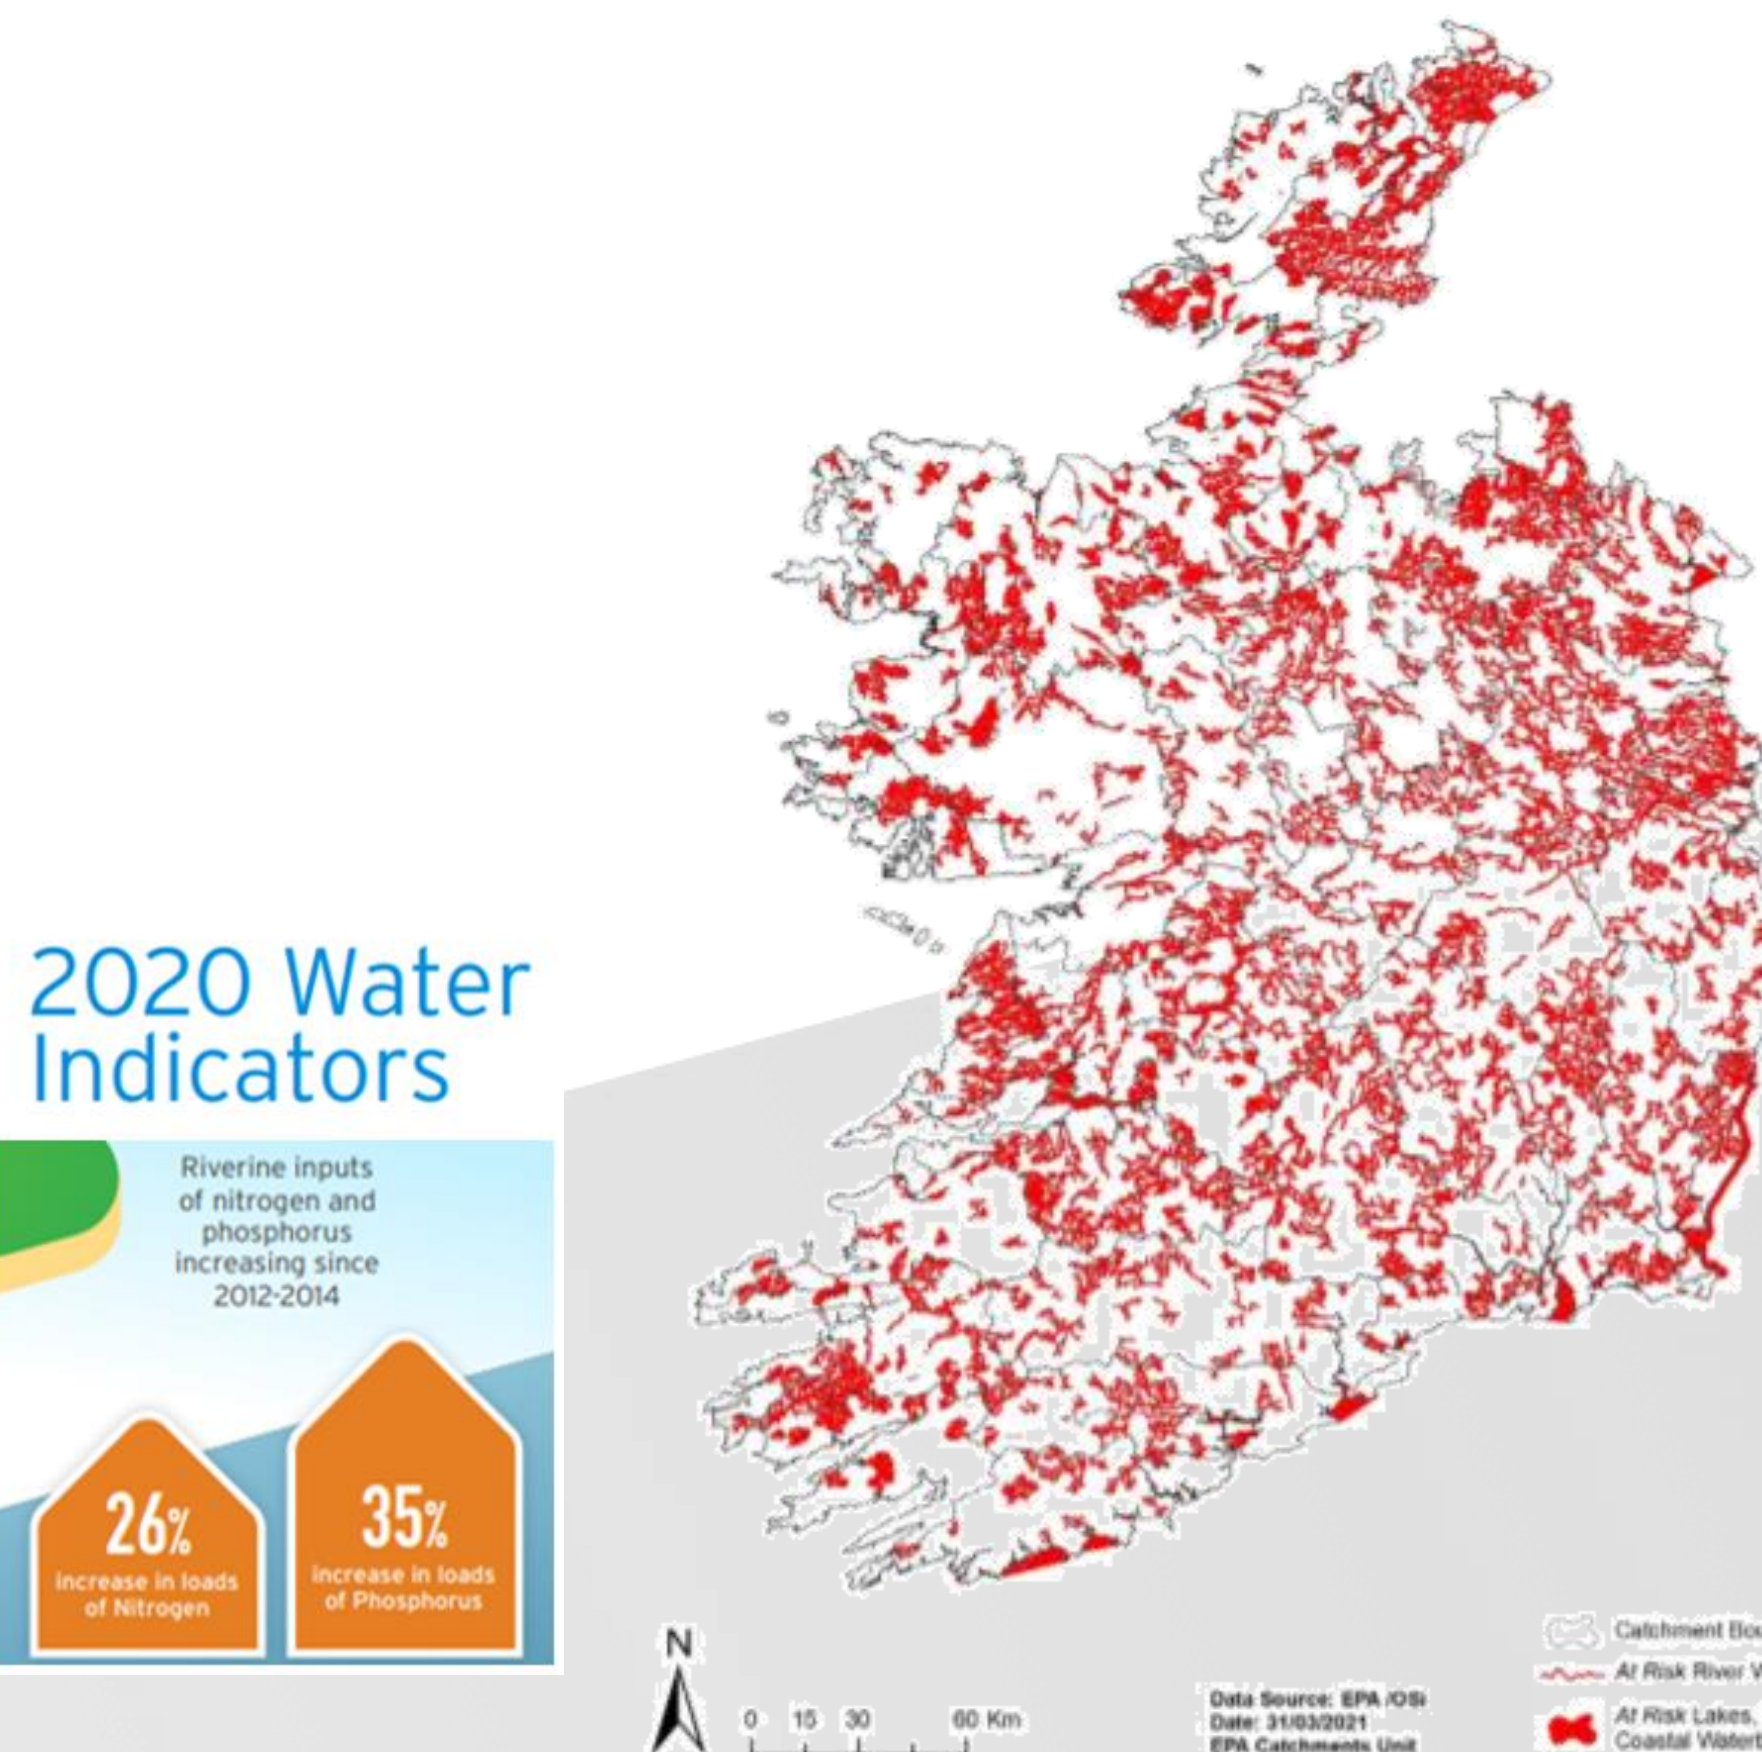 2020 Water
Indicators
Riverine inputs
of nitrogen and
phosphorus
increasing since
2012-2014
26%
increase in loads
of Nitrogen
35%
increase in loads
of Phosphorus
N
0 15 30 60 Km
Data Source: EPA /OSi
Date: 31/03/2021
EPA Catchments Unit
Catchment
At Risk River
At Risk Lakes,
Coastal